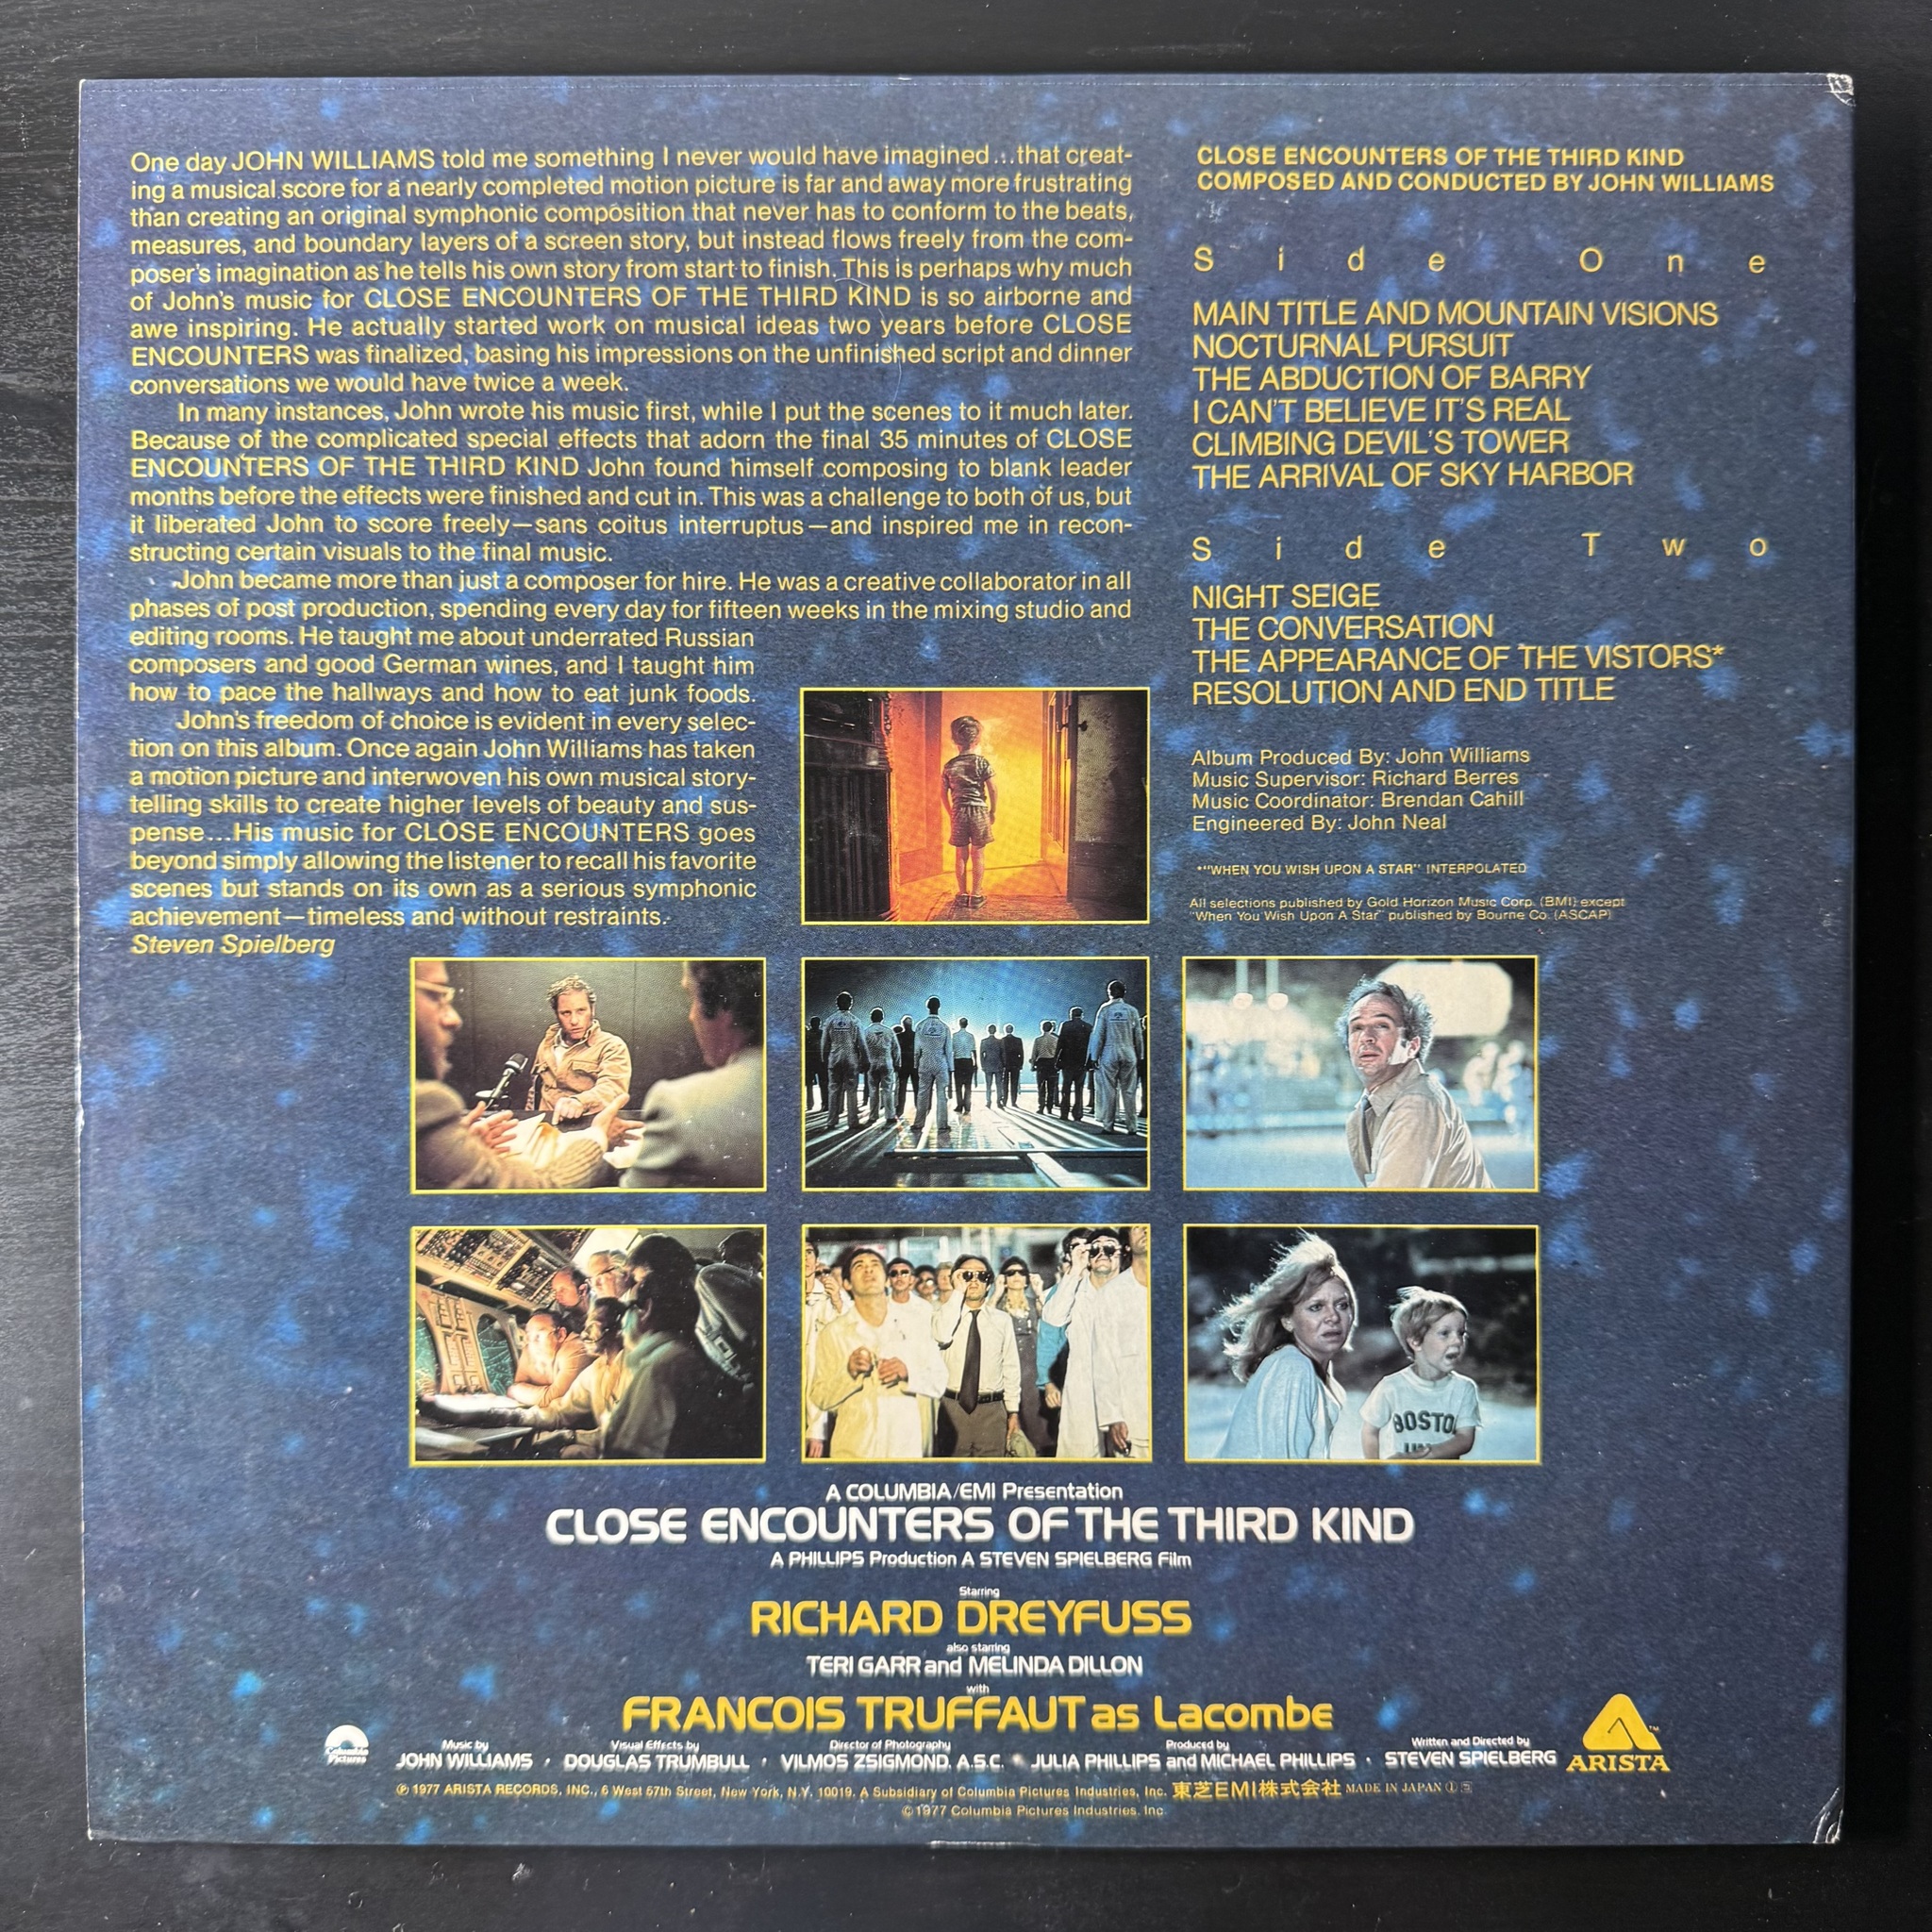 One day JOHN WILLIAMS told me something I never would have imagined...that creat-
ing a musical score for a nearly completed motion picture is far and away more frustrating
than creating an original symphonic composition that never has to conform to the beats,
measures, and boundary layers of a screen story, but instead flows freely from the com-
poser's imagination as he tells his own story from start to finish. This is perhaps why much
of John's music for CLOSE ENCOUNTERS OF THE THIRD KIND is so airborne and
awe inspiring. He actually started work on musical ideas two years before CLOSE
ENCOUNTERS was finalized, basing his impressions on the unfinished script and dinner
conversations we would have twice a week.
In many instances, John wrote his music first, while I put the scenes to it much later.
Because of the complicated special effects that adorn the final 35 minutes of CLOSE
ENCOUNTERS OF THE THIRD KIND John found himself composing to blank leader
months before the effects were finished and cut in. This was a challenge to both of us, but
it liberated John to score freely—sans coitus interruptus—and inspired me in recon-
structing certain visuals to the final music.
John became more than just a composer for hire. He was a creative collaborator in all
phases of post production, spending every day for fifteen weeks in the mixing studio and
editing rooms. He taught me about underrated Russian
composers and good German wines, and I taught him
how to pace the hallways and how to eat junk foods.
John's freedom of choice is evident in every selec-
tion on this album. Once again John Williams has taken
a motion picture and interwoven his own musical story-
telling skills to create higher levels of beauty and sus-
pense...His music for CLOSE ENCOUNTERS goes
beyond simply allowing the listener to recall his favorite
scenes but stands on its own as a serious symphonic
achievement—timeless and without restraints.
Steven Spielberg
CLOSE ENCOUNTERS OF THE THIRD KIND
COMPOSED AND CONDUCTED BY JOHN WILLIAMS
Side One
MAIN TITLE AND MOUNTAIN VISIONS
NOCTURNAL PURSUIT
THE ABDUCTION OF BARRY
I CAN'T BELIEVE IT'S REAL
CLIMBING DEVIL'S TOWER
THE ARRIVAL OF SKY HARBOR
Side Two
NIGHT SEIGE
THE CONVERSATION
THE APPEARANCE OF THE VISTORS*
RESOLUTION AND END TITLE
Album Produced By: John Williams
Music Supervisor: Richard Berres
Music Coordinator: Brendan Cahill
Engineered By: John Neal
*"WHEN YOU WISH UPON A STAR" INTERPOLATED
All selections published by Gold Horizon Music Corp. (BMI) except
"When You Wish Upon A Star" published by Bourne Co. (ASCAP)
BOSTO
A COLUMBIA/EMI Presentation
CLOSE ENCOUNTERS OF THE THIRD KIND
A PHILLIPS Production A STEVEN SPIELBERG Film
Starring
RICHARD DREYFUSS
also starring
TERI GARR and MELINDA DILLON
with
FRANCOIS TRUFFAUT as Lacombe
Columbia
Pictures
Music by
JOHN WILLIAMS ·
Visual Effects by
DOUGLAS TRUMBULL ·
Director of Photography
VILMOS ZSIGMOND, A.S.C. ·
Produced by
JULIA PHILLIPS and MICHAEL PHILLIPS ·
Written and Directed by
STEVEN SPIELBERG
ARISTA™
℗ 1977 ARISTA RECORDS, INC., 6 West 57th Street, New York, N.Y. 10019. A Subsidiary of Columbia Pictures Industries, Inc. 東芝EMI株式会社 MADE IN JAPAN
© 1977 Columbia Pictures Industries, Inc.